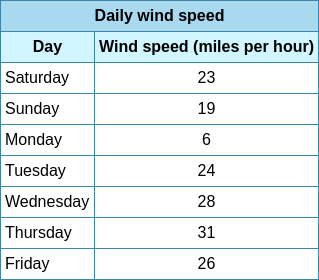 Daily wind speed
Day Wind speed (miles per hour)
Saturday 23
Sunday 19
Monday 6
Tuesday 24
Wednesday 28
Thursday 31
Friday 26